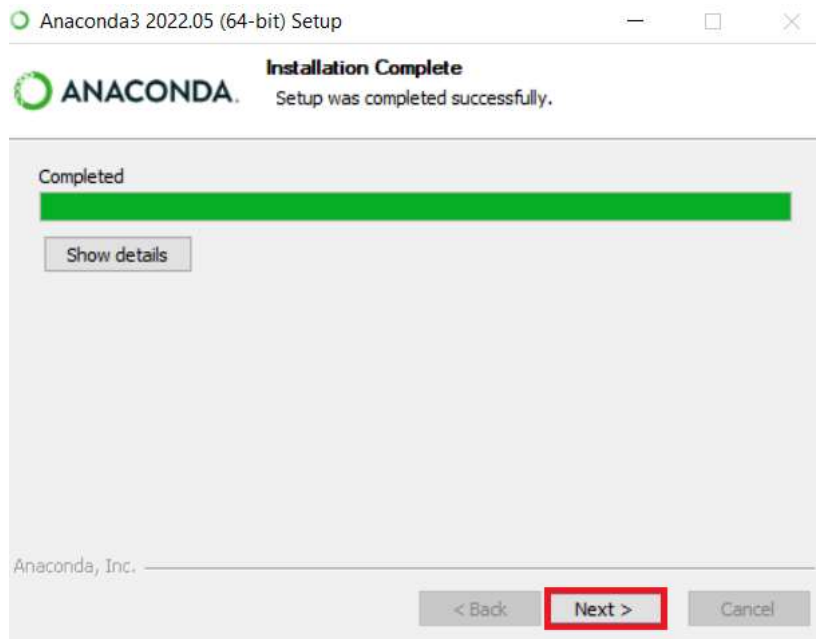 Anaconda3 2022.05 (64-bit) Setup
ANACONDA.
Installation Complete
Setup was completed successfully.
Completed
Show details
Anaconda, Inc.
< Back
Next >
Cancel